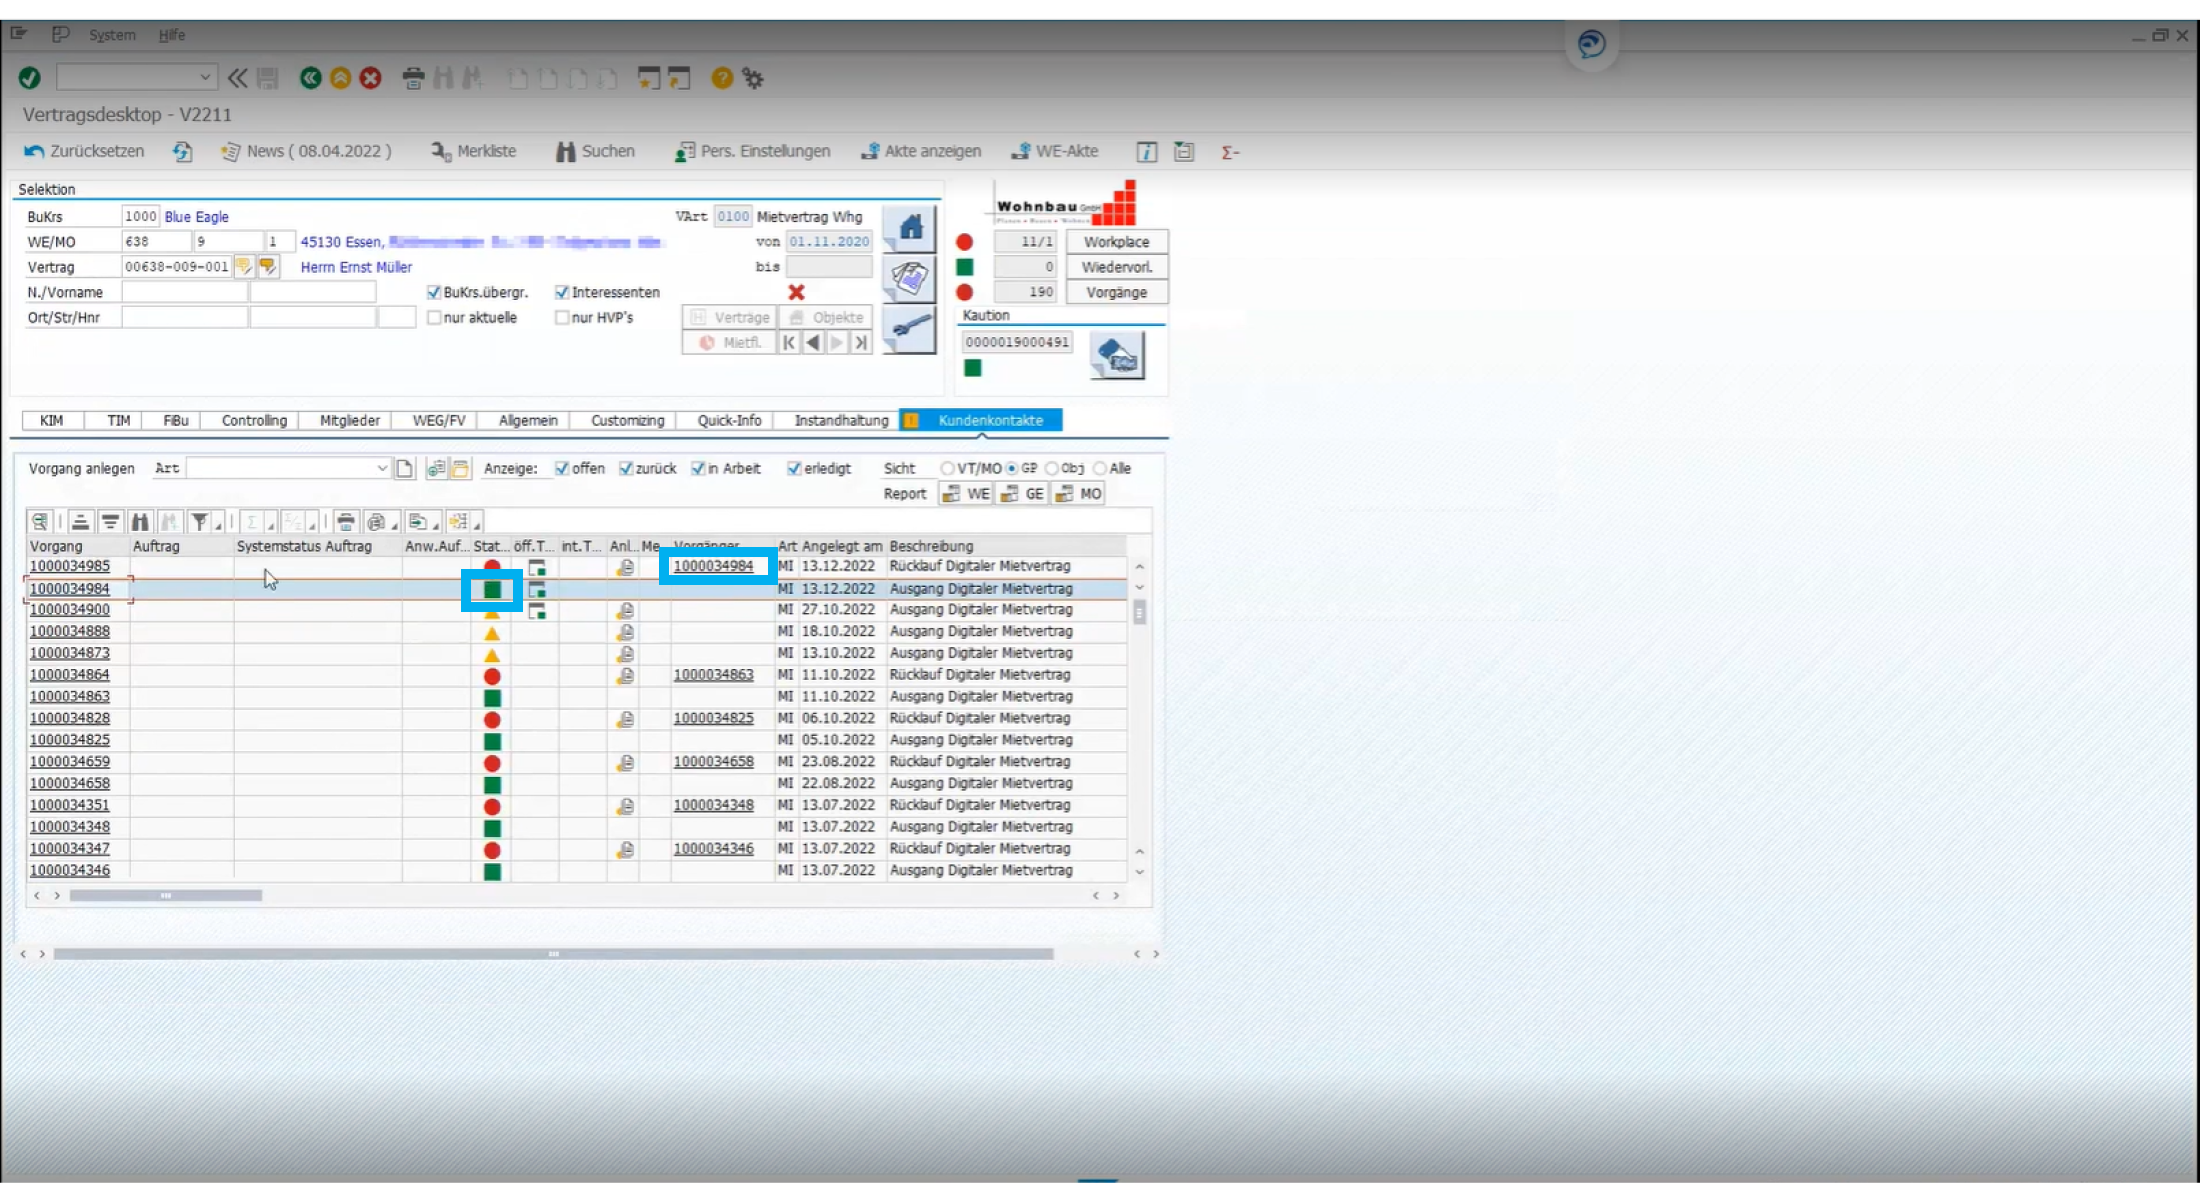 System Hilfe
Vertragsdesktop - V2211
Zurücksetzen News ( 08.04.2022 ) Merkliste Suchen Pers. Einstellungen Akte anzeigen WE-Akte Σ-
Selektion
BuKrs 1000 Blue Eagle VArt 0100 Mietvertrag Whg
WE/MO 638 9 1 45130 Essen, von 01.11.2020
Vertrag 00638-009-001 Herrn Ernst Müller bis
N./Vorname BuKrs.übergr. Interessenten
Ort/Str/Hnr nur aktuelle nur HVP's Verträge Objekte
Mietfl.
Wohnbau GmbH
11/1 Workplace
0 Wiedervorl.
190 Vorgänge
Kaution
0000019000491
KIM TIM FiBu Controlling Mitglieder WEG/FV Allgemein Customizing Quick-Info Instandhaltung Kundenkontakte
Vorgang anlegen Art Anzeige: offen zurück in Arbeit erledigt Sicht VT/MO GP Obj Alle
Report WE GE MO
Vorgang Auftrag Systemstatus Auftrag Anw.Auf... Stat... öff.T... int.T... Anl... Me... Vorgänger Art Angelegt am Beschreibung
1000034985 1000034984 MI 13.12.2022 Rücklauf Digitaler Mietvertrag
1000034984 MI 13.12.2022 Ausgang Digitaler Mietvertrag
1000034900 MI 27.10.2022 Ausgang Digitaler Mietvertrag
1000034888 MI 18.10.2022 Ausgang Digitaler Mietvertrag
1000034873 MI 13.10.2022 Ausgang Digitaler Mietvertrag
1000034864 1000034863 MI 11.10.2022 Rücklauf Digitaler Mietvertrag
1000034863 MI 11.10.2022 Ausgang Digitaler Mietvertrag
1000034828 1000034825 MI 06.10.2022 Rücklauf Digitaler Mietvertrag
1000034825 MI 05.10.2022 Ausgang Digitaler Mietvertrag
1000034659 1000034658 MI 23.08.2022 Rücklauf Digitaler Mietvertrag
1000034658 MI 22.08.2022 Ausgang Digitaler Mietvertrag
1000034351 1000034348 MI 13.07.2022 Rücklauf Digitaler Mietvertrag
1000034348 MI 13.07.2022 Ausgang Digitaler Mietvertrag
1000034347 1000034346 MI 13.07.2022 Rücklauf Digitaler Mietvertrag
1000034346 MI 13.07.2022 Ausgang Digitaler Mietvertrag